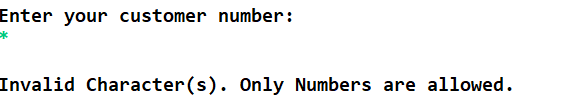 Enter your customer number:
*
Invalid Character(s). Only Numbers are allowed.